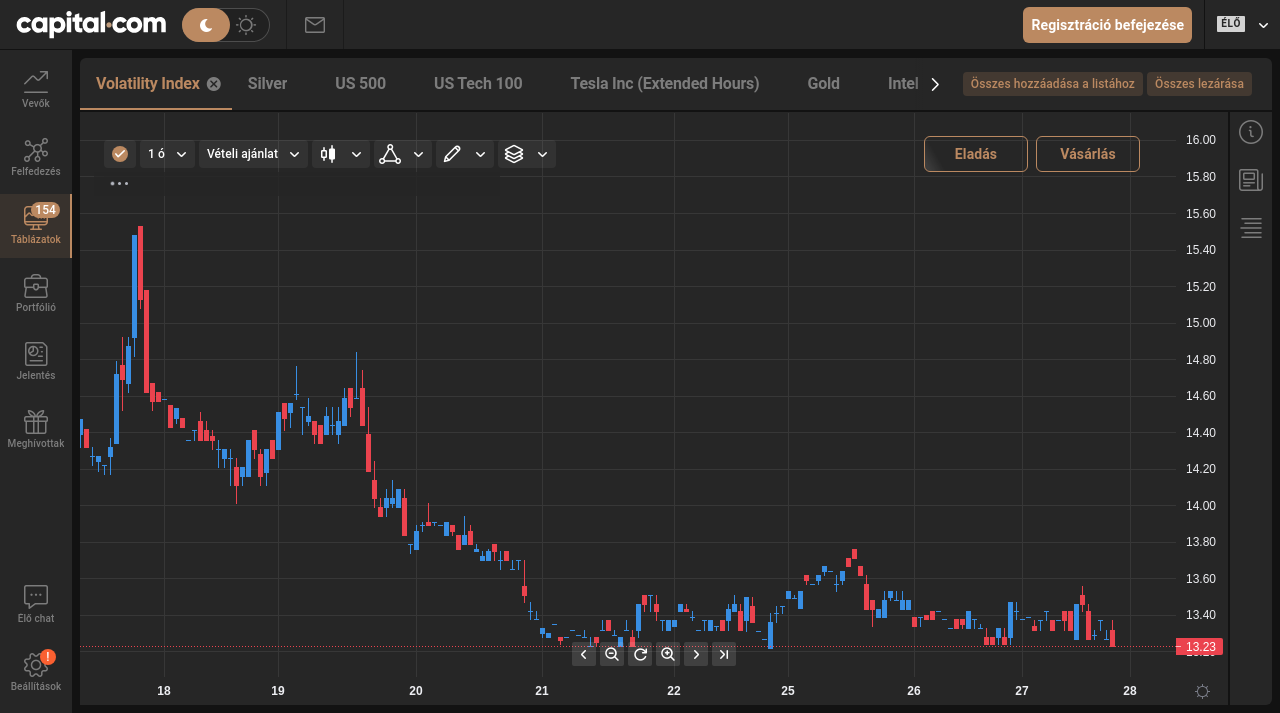 capital.com
Regisztráció befejezése
ÉLŐ
Vevők
Felfedezés
154
Táblázatok
Portfólió
Jelentés
Meghívottak
Élő chat
!
Beállítások
Volatility Index
Silver
US 500
US Tech 100
Tesla Inc (Extended Hours)
Gold
Intel
Összes hozzáadása a listához
Összes lezárása
1 ó
Vételi ajánlat
Eladás
Vásárlás
16.00
15.80
15.60
15.40
15.20
15.00
14.80
14.60
14.40
14.20
14.00
13.80
13.60
13.40
13.23
18
19
20
21
22
25
26
27
28